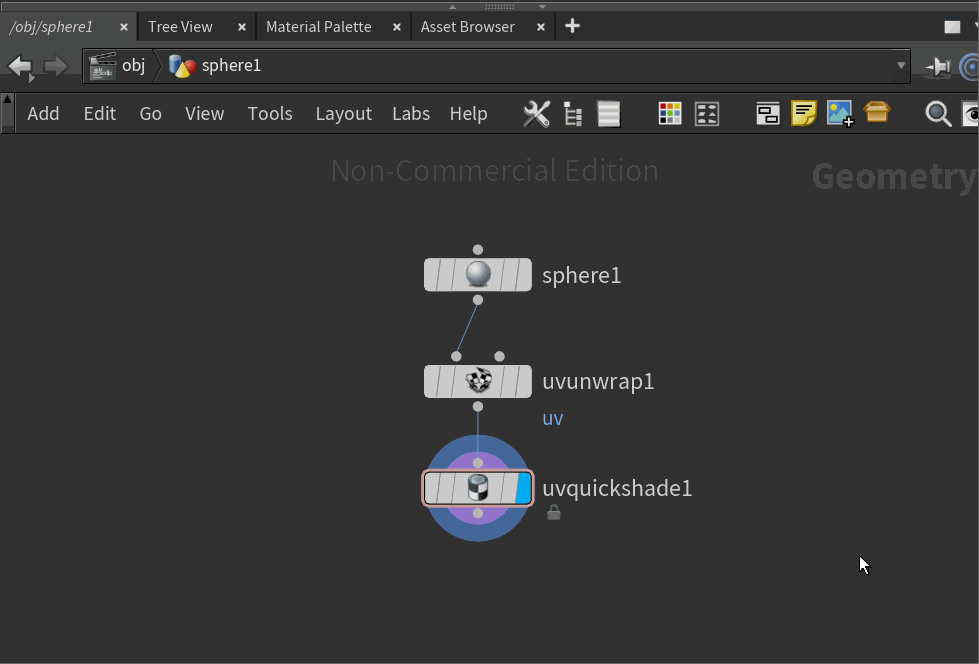 /obj/sphere1 Tree View Material Palette Asset Browser
obj sphere1
Add Edit Go View Tools Layout Labs Help
Non-Commercial Edition
Geometry
sphere1
uvunwrap1
uv
uvquickshade1